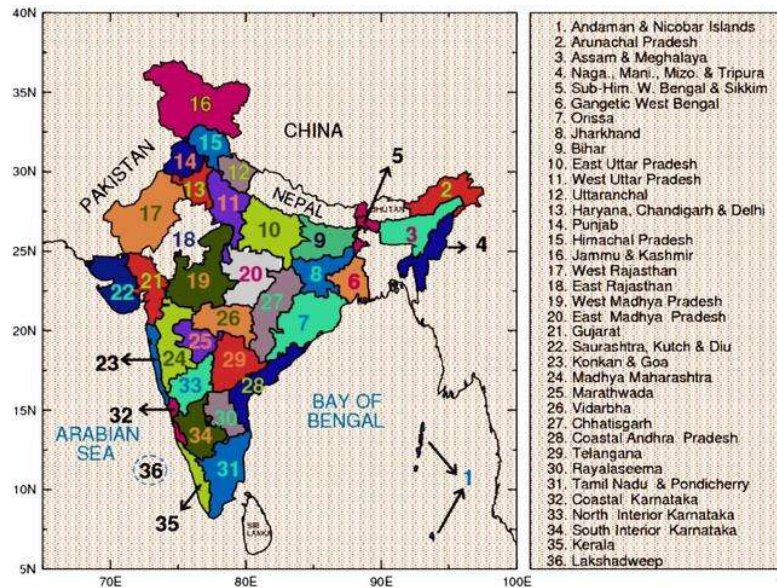 40N
35N
30N
25N
20N
15N
10N
5N
70E
80E
90E
100E
PAKISTAN
CHINA
NEPAL
BHUTAN
ARABIAN
SEA
BAY OF
BENGAL
SRI
LANKA
16
15
14
13
12
11
17
18
10
9
5
2
3
4
22
21
19
20
8
6
27
7
26
25
24
23
29
33
28
32
30
34
31
36
35
1
1. Andaman & Nicobar Islands
2. Arunachal Pradesh
3. Assam & Meghalaya
4. Naga., Mani., Mizo. & Tripura
5. Sub-Him. W. Bengal & Sikkim
6. Gangetic West Bengal
7. Orissa
8. Jharkhand
9. Bihar
10. East Uttar Pradesh
11. West Uttar Pradesh
12. Uttaranchal
13. Haryana, Chandigarh & Delhi
14. Punjab
15. Himachal Pradesh
16. Jammu & Kashmir
17. West Rajasthan
18. East Rajasthan
19. West Madhya Pradesh
20. East Madhya Pradesh
21. Gujarat
22. Saurashtra, Kutch & Diu
23. Konkan & Goa
24. Madhya Maharashtra
25. Marathwada
26. Vidarbha
27. Chhatisgarh
28. Coastal Andhra Pradesh
29. Telangana
30. Rayalaseema
31. Tamil Nadu & Pondicherry
32. Coastal Karnataka
33. North Interior Karnataka
34. South Interior Karnataka
35. Kerala
36. Lakshadweep